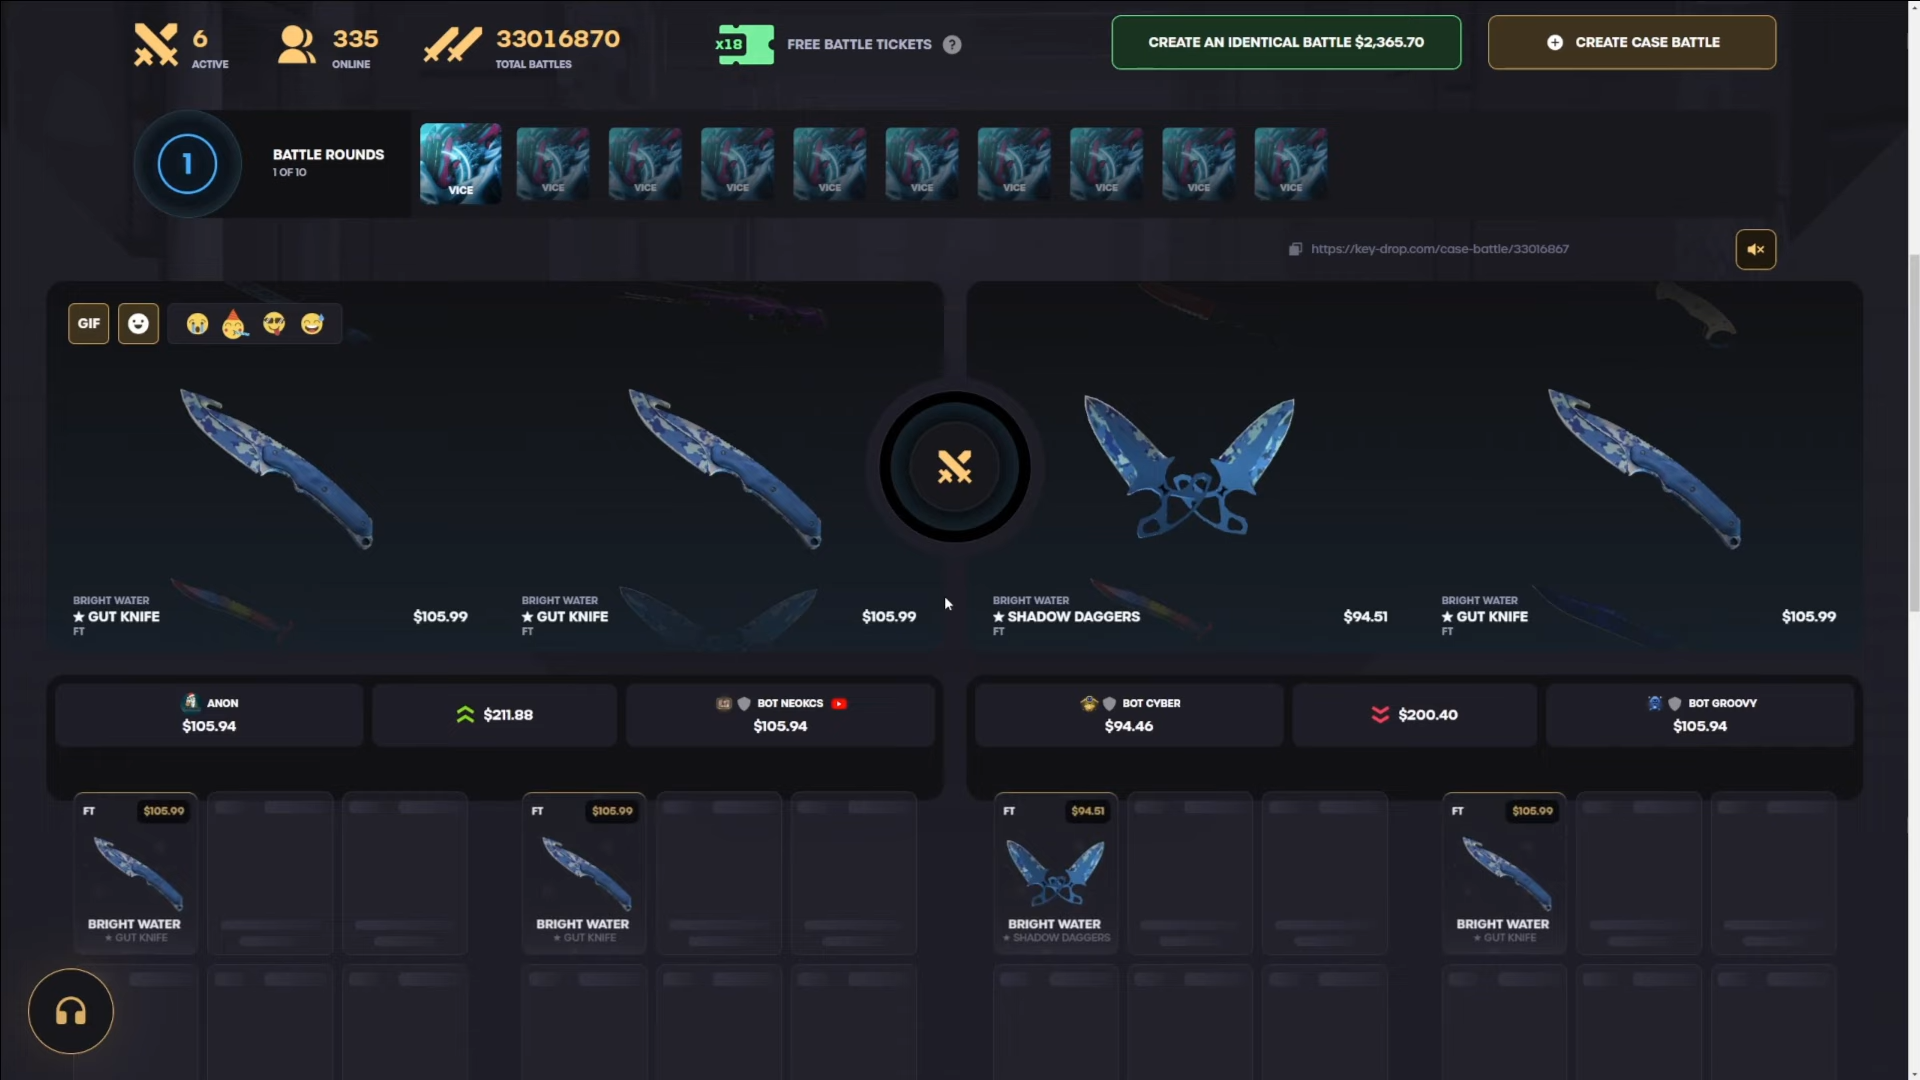 6
ACTIVE
335
ONLINE
33016870
TOTAL BATTLES
x18
FREE BATTLE TICKETS ?
CREATE AN IDENTICAL BATTLE $2,365.70
CREATE CASE BATTLE
1
BATTLE ROUNDS
1 OF 10
VICE
VICE
VICE
VICE
VICE
VICE
VICE
VICE
VICE
VICE
https://key-drop.com/case-battle/33016867
GIF
BRIGHT WATER
★ GUT KNIFE
FT
$105.99
BRIGHT WATER
★ GUT KNIFE
FT
$105.99
BRIGHT WATER
★ SHADOW DAGGERS
FT
$94.51
BRIGHT WATER
★ GUT KNIFE
FT
$105.99
ANON
$105.94
$211.88
BOT NEOKCS
$105.94
BOT CYBER
$94.46
$200.40
BOT GROOVY
$105.94
FT $105.99
BRIGHT WATER
★ GUT KNIFE
FT $105.99
BRIGHT WATER
★ GUT KNIFE
FT $94.51
BRIGHT WATER
★ SHADOW DAGGERS
FT $105.99
BRIGHT WATER
★ GUT KNIFE